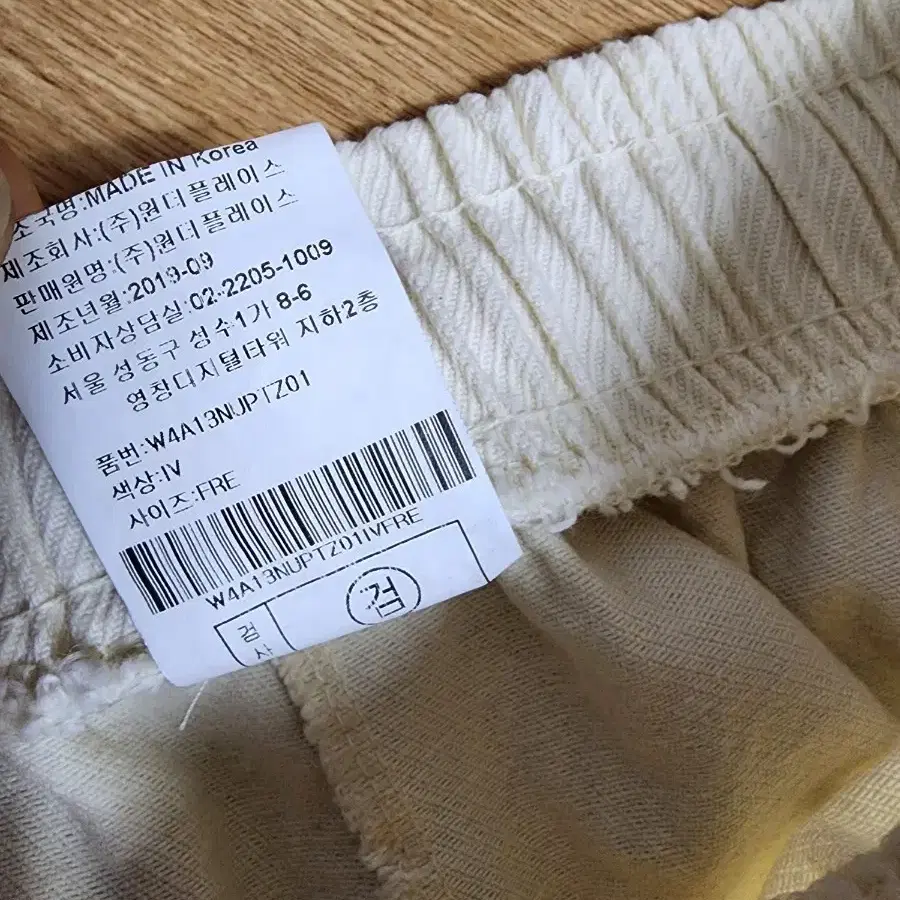 조국명:MADE IN Korea
제조회사:(주)원더플레이스
판매원명:(주)원더플레이스
제조년월:2019-09
소비자상담실:02-2205-1009
서울 성동구 성수1가 8-6
영창디지털타워 지하2층
품번:W4A13NUPTZ01
색상:IV
사이즈:FRE
W4A13NUPTZ01IVFRE
검사
검